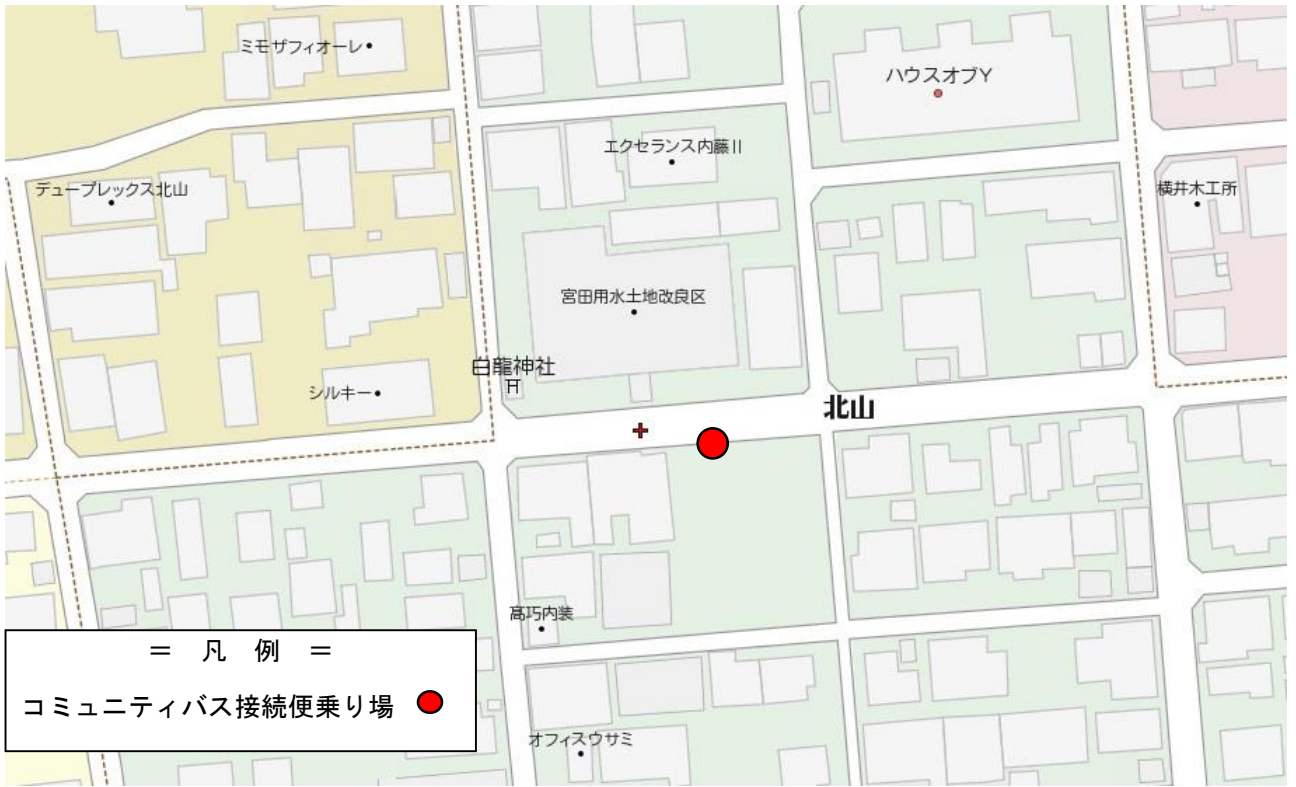 ミモザフィオーレ
ハウスオブY
エクセランス内藤II
デュープレックス北山
横井木工所
宮田用水土地改良区
白龍神社
シルキー
北山
髙巧内装
＝ 凡 例 ＝
コミュニティバス接続便乗り場
オフィスウサミ